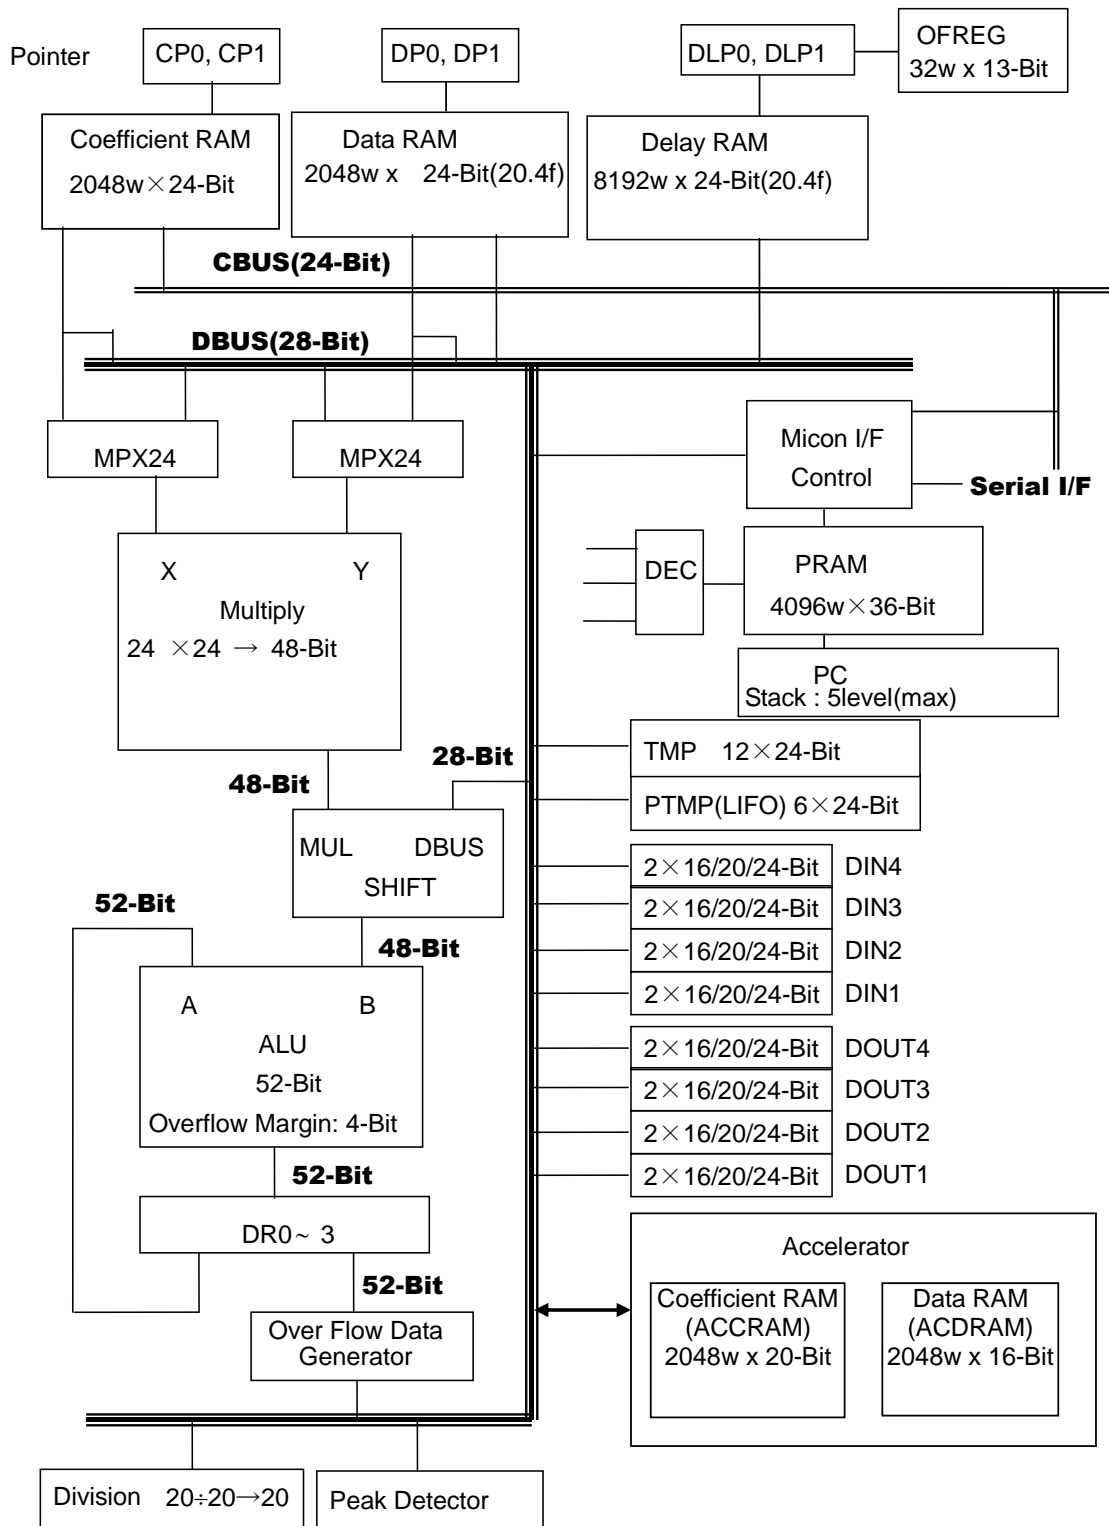 Pointer
CP0, CP1
DP0, DP1
DLP0, DLP1
OFREG
32w x 13-Bit
Coefficient RAM
2048w×24-Bit
Data RAM
2048w x 24-Bit(20.4f)
Delay RAM
8192w x 24-Bit(20.4f)
CBUS(24-Bit)
DBUS(28-Bit)
MPX24
MPX24
Micon I/F
Control
Serial I/F
X Y
Multiply
24 ×24 → 48-Bit
DEC
PRAM
4096w×36-Bit
PC
Stack : 5level(max)
48-Bit
28-Bit
TMP 12×24-Bit
PTMP(LIFO) 6×24-Bit
MUL DBUS
SHIFT
2×16/20/24-Bit DIN4
2×16/20/24-Bit DIN3
2×16/20/24-Bit DIN2
2×16/20/24-Bit DIN1
52-Bit
48-Bit
A B
ALU
52-Bit
Overflow Margin: 4-Bit
2×16/20/24-Bit DOUT4
2×16/20/24-Bit DOUT3
2×16/20/24-Bit DOUT2
2×16/20/24-Bit DOUT1
52-Bit
DR0~ 3
52-Bit
Over Flow Data
Generator
Accelerator
Coefficient RAM
(ACCRAM)
2048w x 20-Bit
Data RAM
(ACDRAM)
2048w x 16-Bit
Division 20÷20→20
Peak Detector